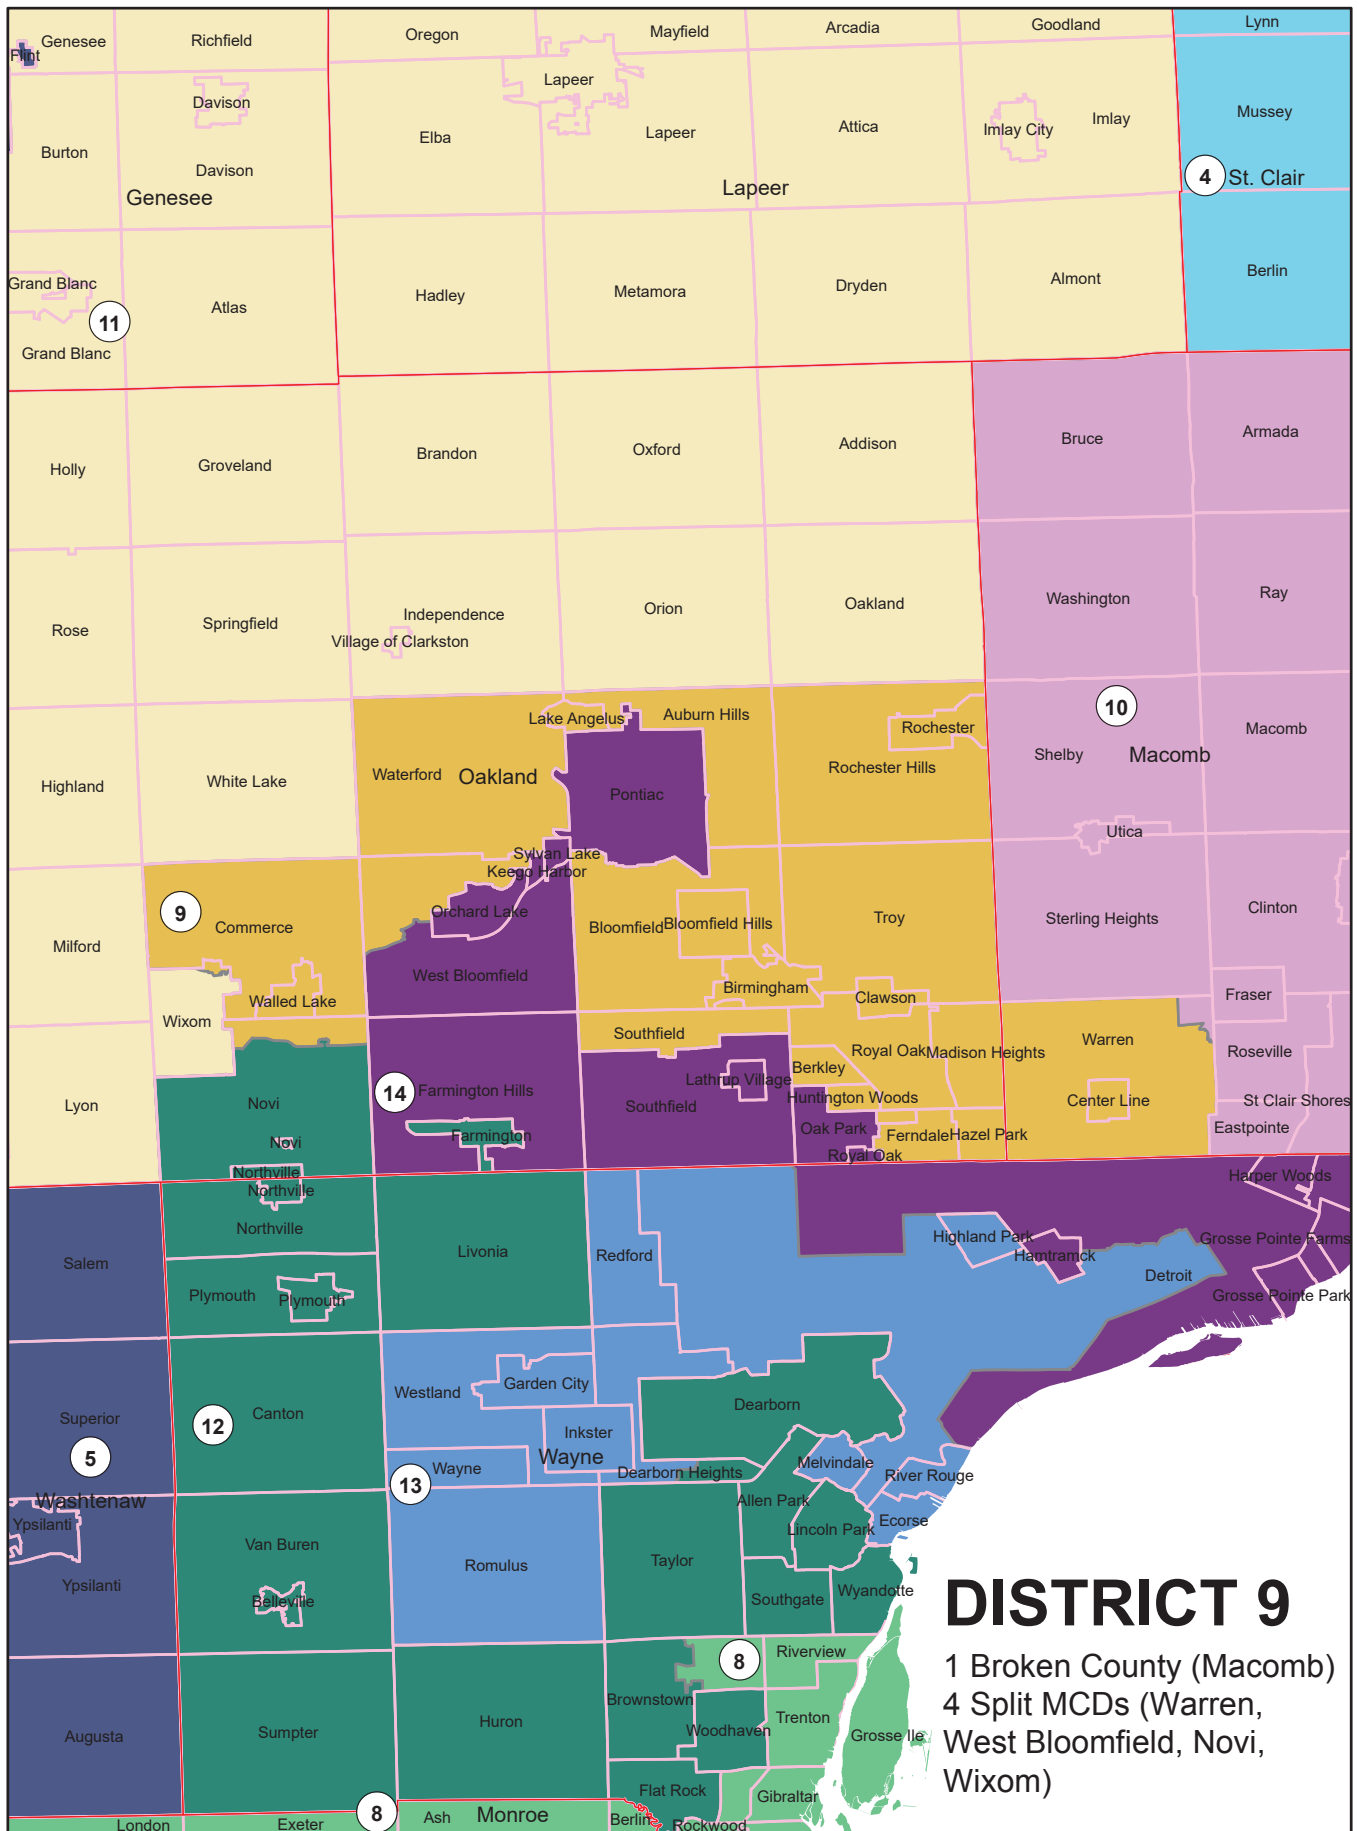 Genesee
Richfield
Oregon
Mayfield
Arcadia
Goodland
Lynn
Flint
Lapeer
Davison
Mussey
Imlay
Attica
Imlay City
Lapeer
Elba
Burton
Davison
4
St. Clair
Lapeer
Genesee
Berlin
Almont
Grand Blanc
Dryden
Metamora
Hadley
Atlas
11
Grand Blanc
Armada
Bruce
Addison
Oxford
Brandon
Groveland
Holly
Ray
Washington
Oakland
Orion
Independence
Springfield
Rose
Village of Clarkston
10
Lake Angelus
Auburn Hills
Rochester
Macomb
Shelby
Macomb
Rochester Hills
Waterford
Oakland
White Lake
Highland
Pontiac
Utica
Sylvan Lake
Keego Harbor
9
Orchard Lake
Clinton
Sterling Heights
Troy
Bloomfield
Bloomfield Hills
Commerce
Milford
West Bloomfield
Birmingham
Clawson
Fraser
Walled Lake
Wixom
Southfield
Warren
Royal Oak
Madison Heights
Roseville
Berkley
Lathrup Village
14
Farmington Hills
Huntington Woods
Center Line
St Clair Shores
Lyon
Novi
Southfield
Oak Park
Eastpointe
Farmington
Ferndale
Hazel Park
Novi
Royal Oak
Northville
Harper Woods
Northville
Northville
Highland Park
Grosse Pointe Farms
Salem
Livonia
Redford
Hamtramck
Detroit
Plymouth
Plymouth
Grosse Pointe Park
Westland
Garden City
Dearborn
Superior
12
Canton
Inkster
5
Wayne
Wayne
Melvindale
Dearborn Heights
River Rouge
13
Washtenaw
Allen Park
Ypsilanti
Lincoln Park
Ecorse
Van Buren
Taylor
Romulus
Ypsilanti
Wyandotte
Southgate
Belleville
DISTRICT 9
1 Broken County (Macomb)
4 Split MCDs (Warren,
West Bloomfield, Novi,
Wixom)
8
Riverview
Brownstown
Trenton
Huron
Woodhaven
Sumpter
Augusta
Grosse Ile
Flat Rock
Gibraltar
8
Ash
Monroe
Berlin
Rockwood
London
Exeter